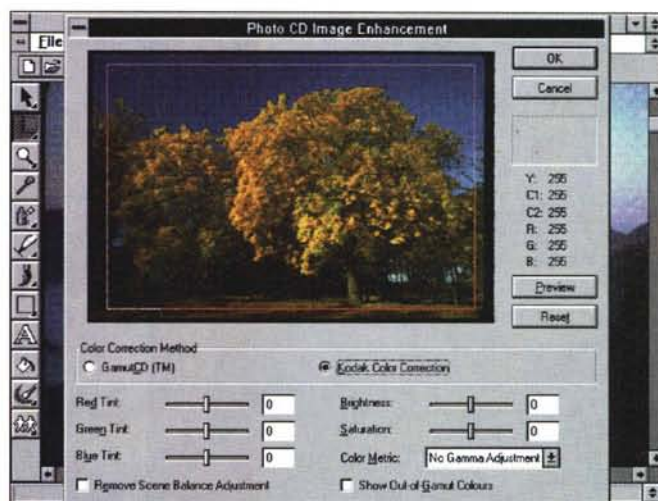 Photo CD Image Enhancement
File
OK
Cancel
Y: 255
C1: 255
C2: 255
R: 255
G: 255
B: 255
Preview
Reset
Color Correction Method
GamutCD (TM)
Kodak Color Correction
Red Tint: 0
Brightness: 0
Green Tint: 0
Saturation: 0
Blue Tint: 0
Color Metric: No Gamma Adjustment
Remove Scene Balance Adjustment
Show Out-of-Gamut Colours